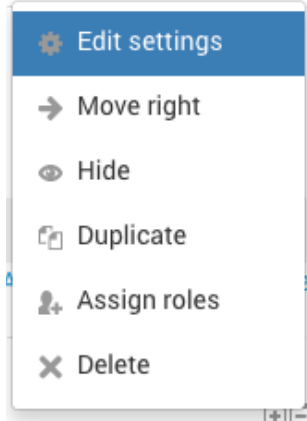 Edit settings
Move right
Hide
Duplicate
Assign roles
Delete